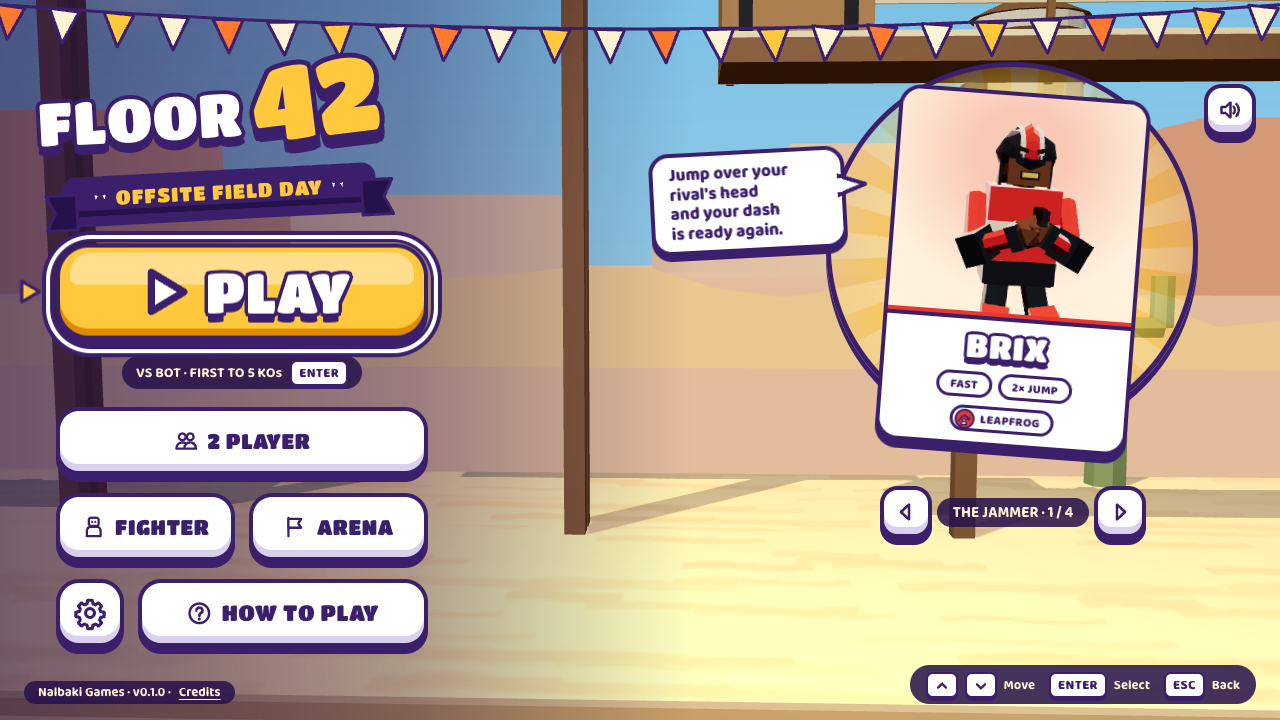 FLOOR 42
OFFSITE FIELD DAY
PLAY
VS BOT · FIRST TO 5 KOs ENTER
2 PLAYER
FIGHTER
ARENA
HOW TO PLAY
Naibaki Games · v0.1.0 · Credits
Jump over your
rival's head
and your dash
is ready again.
BRIX
FAST
2x JUMP
LEAPFROG
THE JAMMER · 1 / 4
Move ENTER Select ESC Back